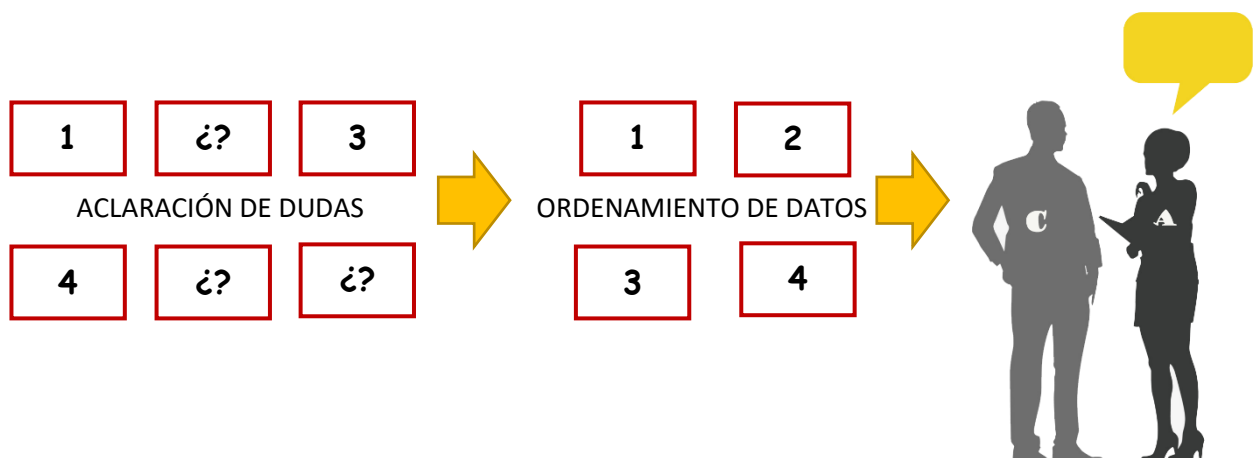 1 ¿? 3
ACLARACIÓN DE DUDAS
4 ¿? ¿?
1 2
ORDENAMIENTO DE DATOS
3 4
C
A